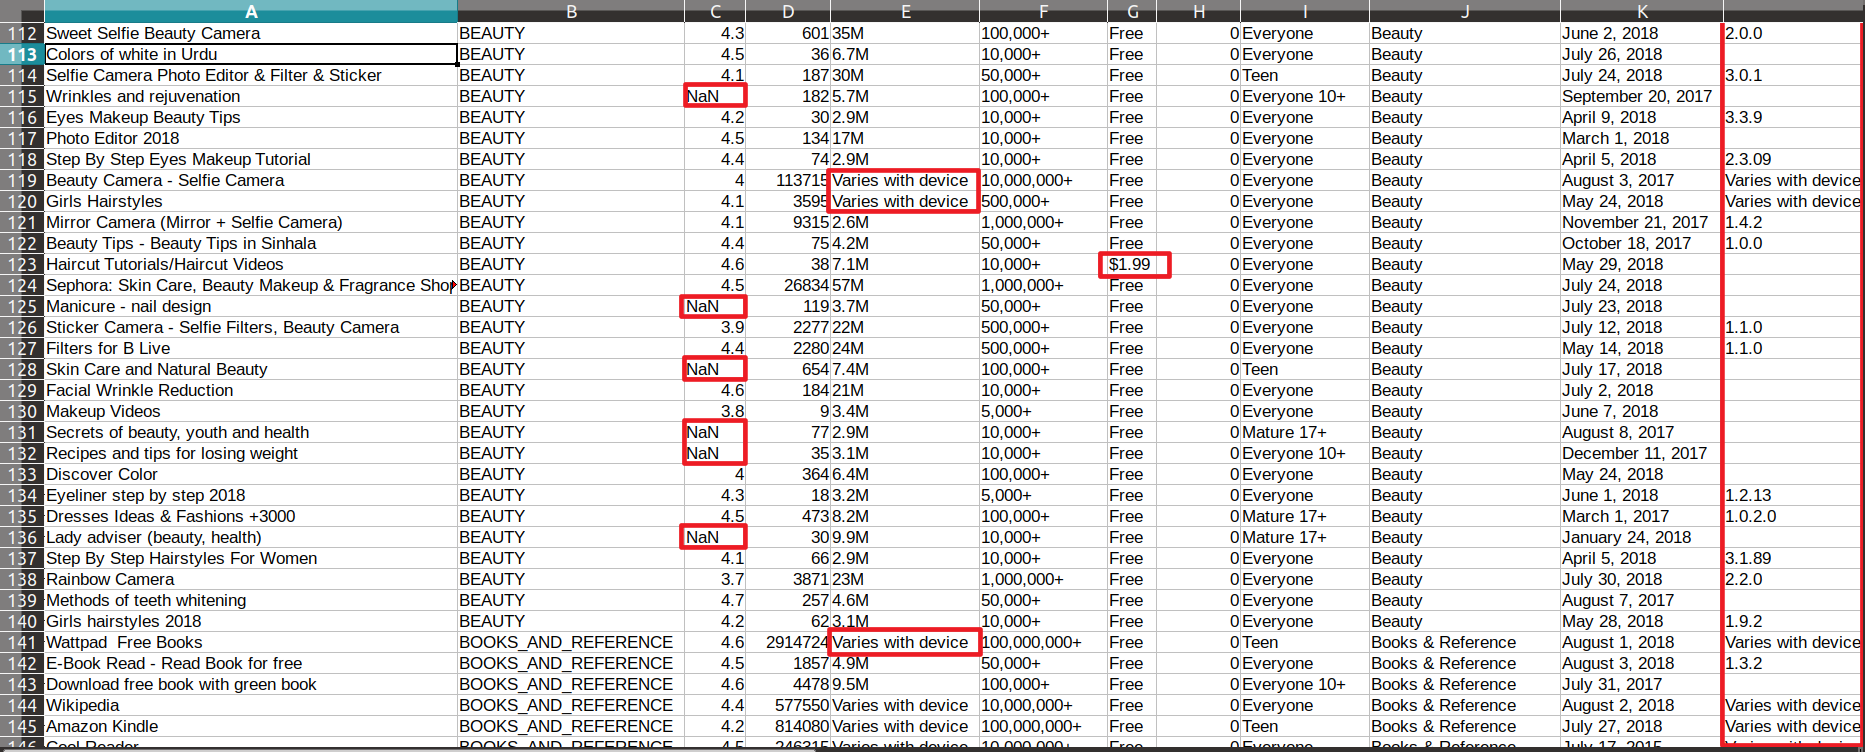 A B C D E F G H I J K
112 Sweet Selfie Beauty Camera BEAUTY 4.3 601 35M 100,000+ Free 0 Everyone Beauty June 2, 2018 2.0.0
113 Colors of white in Urdu BEAUTY 4.5 36 6.7M 10,000+ Free 0 Everyone Beauty July 26, 2018
114 Selfie Camera Photo Editor & Filter & Sticker BEAUTY 4.1 187 30M 50,000+ Free 0 Teen Beauty July 24, 2018 3.0.1
115 Wrinkles and rejuvenation BEAUTY NaN 182 5.7M 100,000+ Free 0 Everyone 10+ Beauty September 20, 2017
116 Eyes Makeup Beauty Tips BEAUTY 4.2 30 2.9M 10,000+ Free 0 Everyone Beauty April 9, 2018 3.3.9
117 Photo Editor 2018 BEAUTY 4.5 134 17M 10,000+ Free 0 Everyone Beauty March 1, 2018
118 Step By Step Eyes Makeup Tutorial BEAUTY 4.4 74 2.9M 10,000+ Free 0 Everyone Beauty April 5, 2018 2.3.09
119 Beauty Camera - Selfie Camera BEAUTY 4 113715 Varies with device 10,000,000+ Free 0 Everyone Beauty August 3, 2017 Varies with device
120 Girls Hairstyles BEAUTY 4.1 3595 Varies with device 500,000+ Free 0 Everyone Beauty May 24, 2018 Varies with device
121 Mirror Camera (Mirror + Selfie Camera) BEAUTY 4.1 9315 2.6M 1,000,000+ Free 0 Everyone Beauty November 21, 2017 1.4.2
122 Beauty Tips - Beauty Tips in Sinhala BEAUTY 4.4 75 4.2M 50,000+ Free 0 Everyone Beauty October 18, 2017 1.0.0
123 Haircut Tutorials/Haircut Videos BEAUTY 4.6 38 7.1M 10,000+ $1.99 0 Everyone Beauty May 29, 2018
124 Sephora: Skin Care, Beauty Makeup & Fragrance Shop BEAUTY 4.5 26834 57M 1,000,000+ Free 0 Everyone Beauty July 24, 2018
125 Manicure - nail design BEAUTY NaN 119 3.7M 50,000+ Free 0 Everyone Beauty July 23, 2018
126 Sticker Camera - Selfie Filters, Beauty Camera BEAUTY 3.9 2277 22M 500,000+ Free 0 Everyone Beauty July 12, 2018 1.1.0
127 Filters for B Live BEAUTY 4.4 2280 24M 500,000+ Free 0 Everyone Beauty May 14, 2018 1.1.0
128 Skin Care and Natural Beauty BEAUTY NaN 654 7.4M 100,000+ Free 0 Teen Beauty July 17, 2018
129 Facial Wrinkle Reduction BEAUTY 4.6 184 21M 10,000+ Free 0 Everyone Beauty July 2, 2018
130 Makeup Videos BEAUTY 3.8 9 3.4M 5,000+ Free 0 Everyone Beauty June 7, 2018
131 Secrets of beauty, youth and health BEAUTY NaN 77 2.9M 10,000+ Free 0 Mature 17+ Beauty August 8, 2017
132 Recipes and tips for losing weight BEAUTY NaN 35 3.1M 10,000+ Free 0 Everyone 10+ Beauty December 11, 2017
133 Discover Color BEAUTY 4 364 6.4M 100,000+ Free 0 Everyone Beauty May 24, 2018
134 Eyeliner step by step 2018 BEAUTY 4.3 18 3.2M 5,000+ Free 0 Everyone Beauty June 1, 2018 1.2.13
135 Dresses Ideas & Fashions +3000 BEAUTY 4.5 473 8.2M 100,000+ Free 0 Mature 17+ Beauty March 1, 2017 1.0.2.0
136 Lady adviser (beauty, health) BEAUTY NaN 30 9.9M 10,000+ Free 0 Mature 17+ Beauty January 24, 2018
137 Step By Step Hairstyles For Women BEAUTY 4.1 66 2.9M 10,000+ Free 0 Everyone Beauty April 5, 2018 3.1.89
138 Rainbow Camera BEAUTY 3.7 3871 23M 1,000,000+ Free 0 Everyone Beauty July 30, 2018 2.2.0
139 Methods of teeth whitening BEAUTY 4.7 257 4.6M 50,000+ Free 0 Everyone Beauty August 7, 2017
140 Girls hairstyles 2018 BEAUTY 4.2 62 3.1M 10,000+ Free 0 Everyone Beauty May 28, 2018 1.9.2
141 Wattpad Free Books BOOKS_AND_REFERENCE 4.6 2914724 Varies with device 100,000,000+ Free 0 Teen Books & Reference August 1, 2018 Varies with device
142 E-Book Read - Read Book for free BOOKS_AND_REFERENCE 4.5 1857 4.9M 50,000+ Free 0 Everyone Books & Reference August 3, 2018 1.3.2
143 Download free book with green book BOOKS_AND_REFERENCE 4.6 4478 9.5M 100,000+ Free 0 Everyone 10+ Books & Reference July 31, 2017
144 Wikipedia BOOKS_AND_REFERENCE 4.4 577550 Varies with device 10,000,000+ Free 0 Everyone Books & Reference August 2, 2018 Varies with device
145 Amazon Kindle BOOKS_AND_REFERENCE 4.2 814080 Varies with device 100,000,000+ Free 0 Teen Books & Reference July 27, 2018 Varies with device
146 Cool Reader BOOKS_AND_REFERENCE 4.5 246315 Varies with device 10,000,000+ Free 0 Everyone Books & Reference July 17, 2015 Varies with device